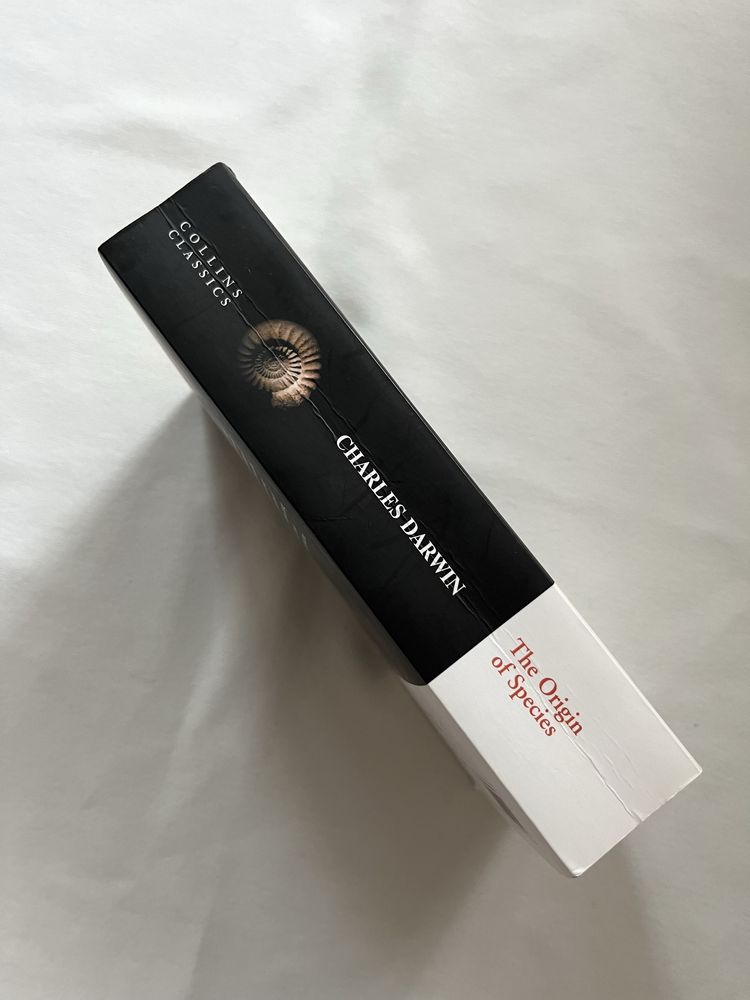 COLLINS
CLASSICS
CHARLES DARWIN
The Origin
of Species